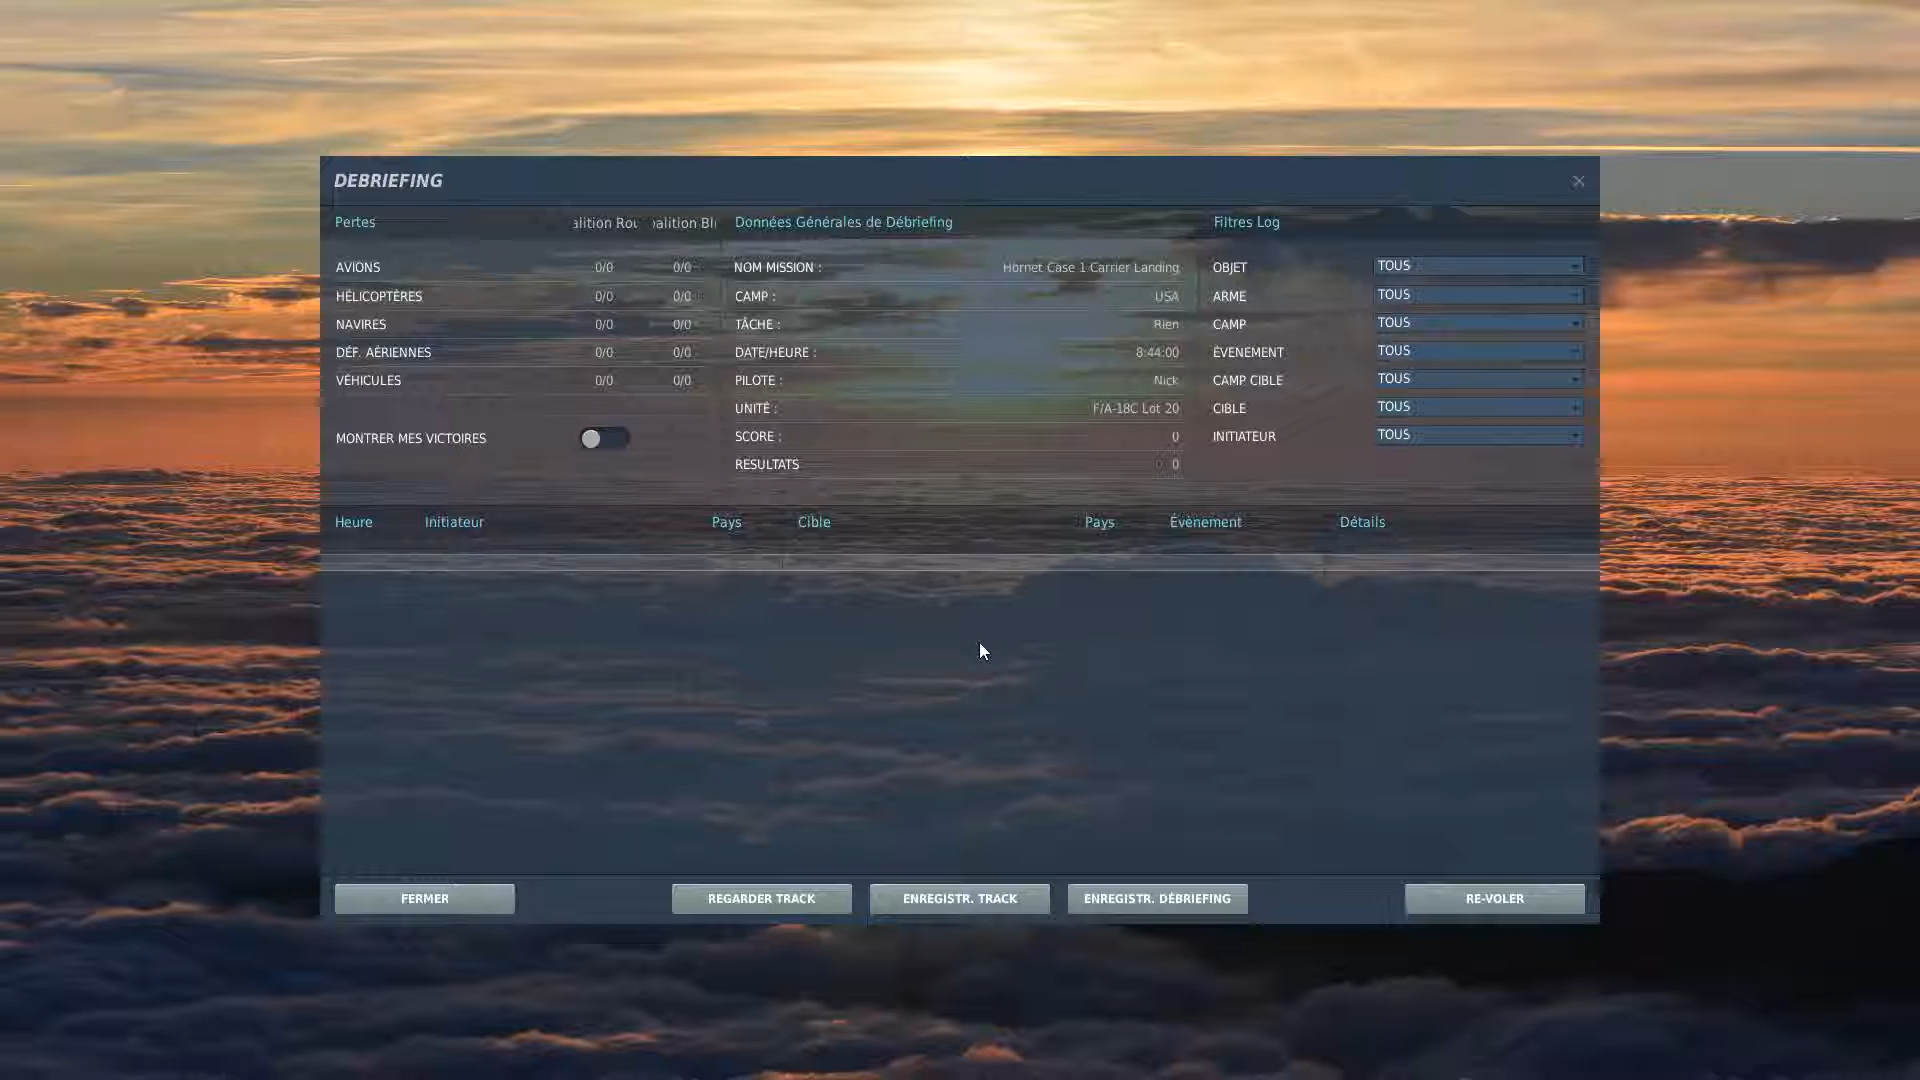 DEBRIEFING
Pertes alition Rou alition Bl Données Générales de Débriefing Filtres Log
AVIONS 0/0 0/0 NOM MISSION : Hornet Case 1 Carrier Landing OBJET TOUS
HÉLICOPTÈRES 0/0 0/0 CAMP : USA ARME TOUS
NAVIRES 0/0 0/0 TÂCHE : Rien CAMP TOUS
DÉF. AÉRIENNES 0/0 0/0 DATE/HEURE : 8:44:00 ÉVÈNEMENT TOUS
VÉHICULES 0/0 0/0 PILOTE : Nick CAMP CIBLE TOUS
UNITÉ : F/A-18C Lot 20 CIBLE TOUS
MONTRER MES VICTOIRES SCORE : 0 INITIATEUR TOUS
RESULTATS 0
Heure Initiateur Pays Cible Pays Évènement Détails
FERMER REGARDER TRACK ENREGISTR. TRACK ENREGISTR. DÉBRIEFING RE-VOLER